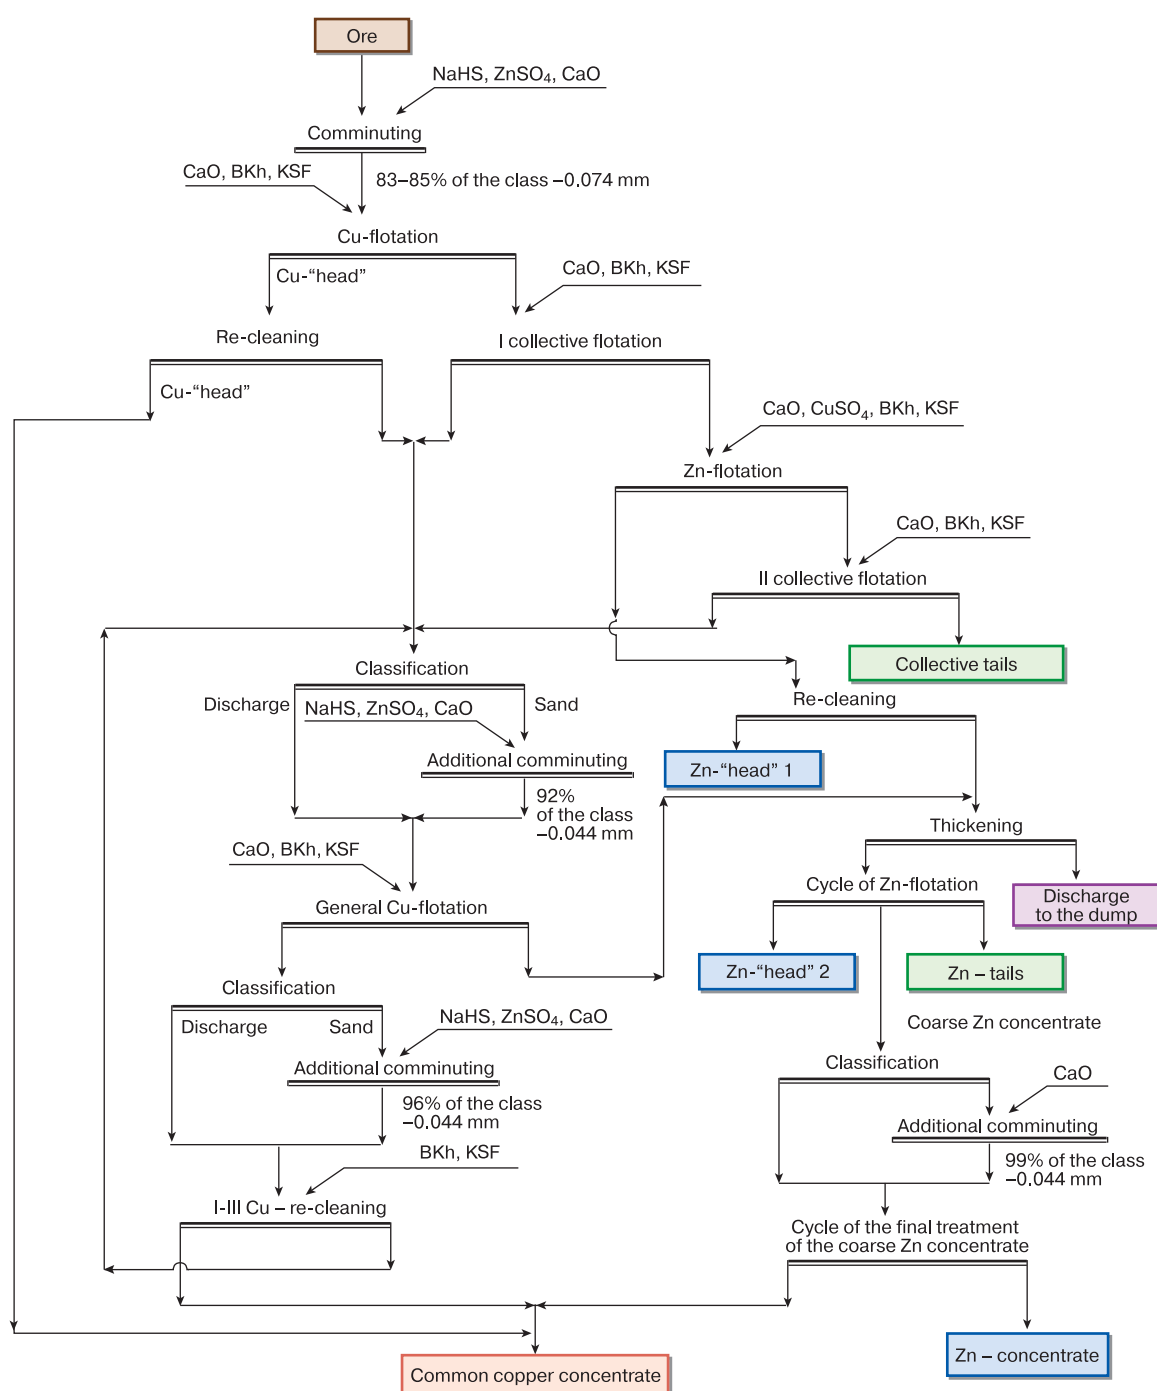 Ore
NaHS, ZnSO₄, CaO
Comminuting
CaO, BKh, KSF
83–85% of the class –0.074 mm
Cu-flotation
Cu-“head”
CaO, BKh, KSF
Re-cleaning
I collective flotation
Cu-“head”
CaO, CuSO₄, BKh, KSF
Zn-flotation
CaO, BKh, KSF
II collective flotation
Collective tails
Classification
Discharge
Sand
NaHS, ZnSO₄, CaO
Re-cleaning
Additional comminuting
Zn-“head” 1
92%
of the class
–0.044 mm
Thickening
CaO, BKh, KSF
Cycle of Zn-flotation
Discharge
to the dump
General Cu-flotation
Zn-“head” 2
Zn – tails
Classification
Discharge
Sand
NaHS, ZnSO₄, CaO
Coarse Zn concentrate
Additional comminuting
Classification
CaO
96% of the class
–0.044 mm
Additional comminuting
BKh, KSF
99% of the class
–0.044 mm
I-III Cu – re-cleaning
Cycle of the final treatment
of the coarse Zn concentrate
Zn – concentrate
Common copper concentrate